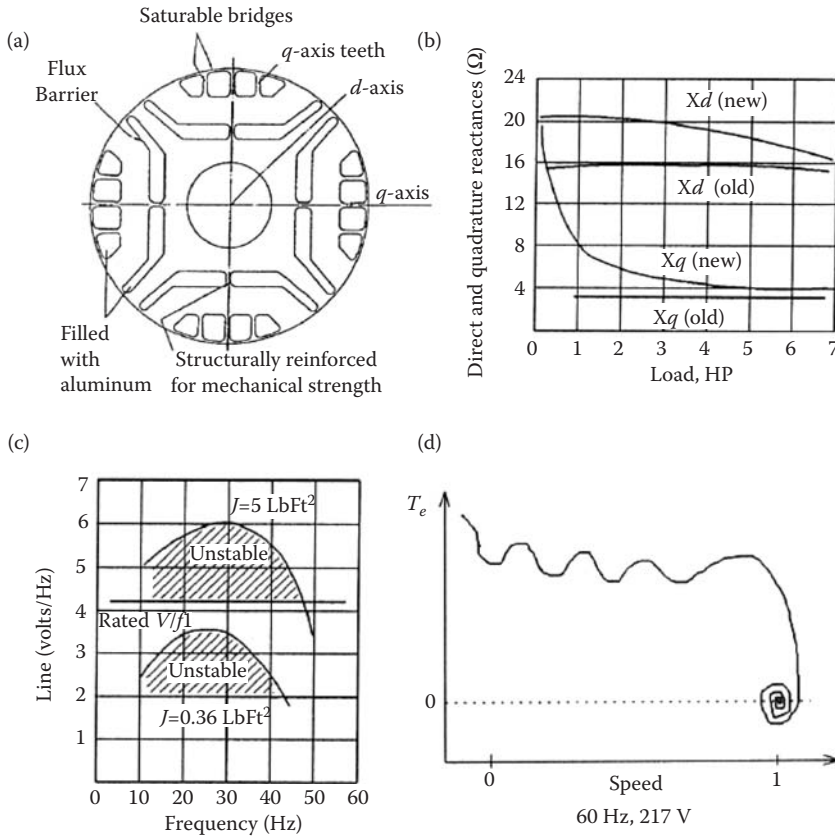 (a)
Saturable bridges
q-axis teeth
Flux
Barrier
d-axis
q-axis
Filled
with
aluminum
Structurally reinforced
for mechanical strength
(b)
Direct and quadrature reactances (Ω)
24
20
16
12
8
4
0 1 2 3 4 5 6 7
Load, HP
Xd (new)
Xd (old)
Xq (new)
Xq (old)
(c)
Line (volts/Hz)
7
6
5
4
3
2
1
0 10 20 30 40 50 60
Frequency (Hz)
J=5 LbFt²
Unstable
Rated V/f1
Unstable
J=0.36 LbFt²
(d)
Te
0
0 Speed 1
60 Hz, 217 V